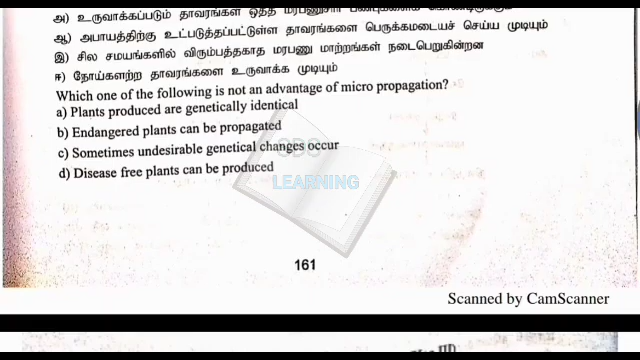 அ) உருவாக்கப்படும் தாவரங்கள் ஒத்த மரபணுசார்
ஆ) அபாயத்திற்கு உட்படுத்தப்பட்டுள்ள தாவரங்களை பெருக்கமடையச் செய்ய முடியும்
இ) சில சமயங்களில் விரும்பத்தகாத மரபணு மாற்றங்கள் நடைபெறுகின்றன
ஈ) நோய்களற்ற தாவரங்களை உருவாக்க முடியும்
Which one of the following is not an advantage of micro propagation?
a) Plants produced are genetically identical
b) Endangered plants can be propagated
c) Sometimes undesirable genetical changes occur
d) Disease free plants can be produced
LEARNING
161
Scanned by CamScanner